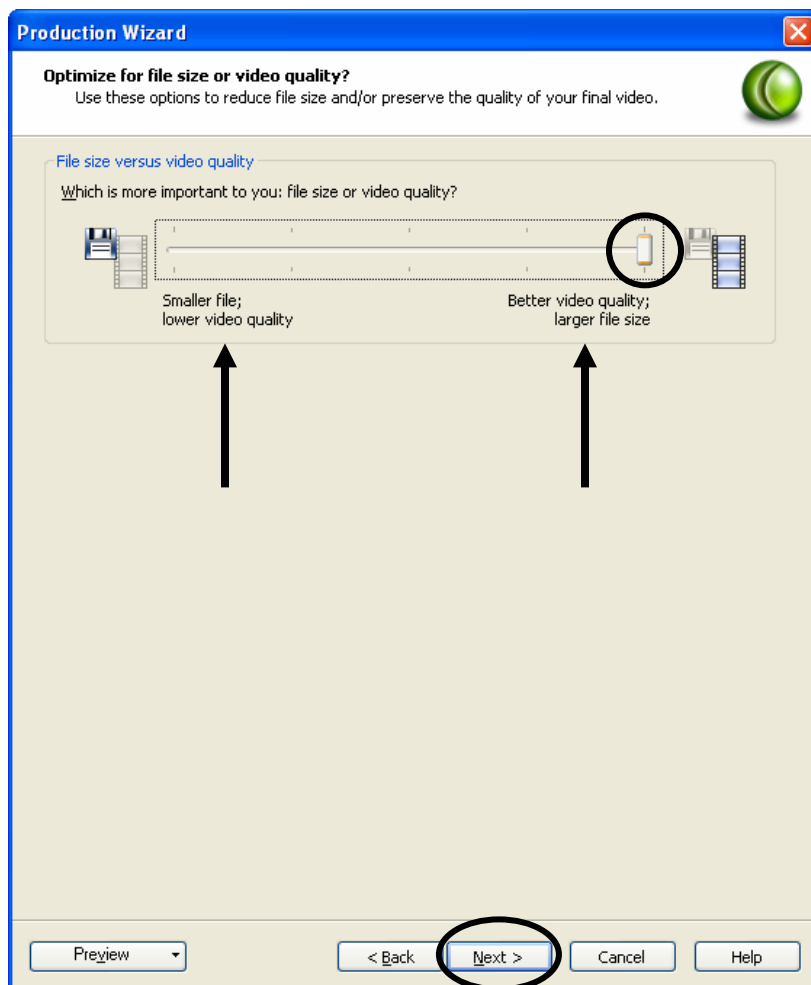 Production Wizard
Optimize for file size or video quality?
Use these options to reduce file size and/or preserve the quality of your final video.
File size versus video quality
Which is more important to you: file size or video quality?
Smaller file;
lower video quality
Better video quality;
larger file size
Preview
< Back
Next >
Cancel
Help